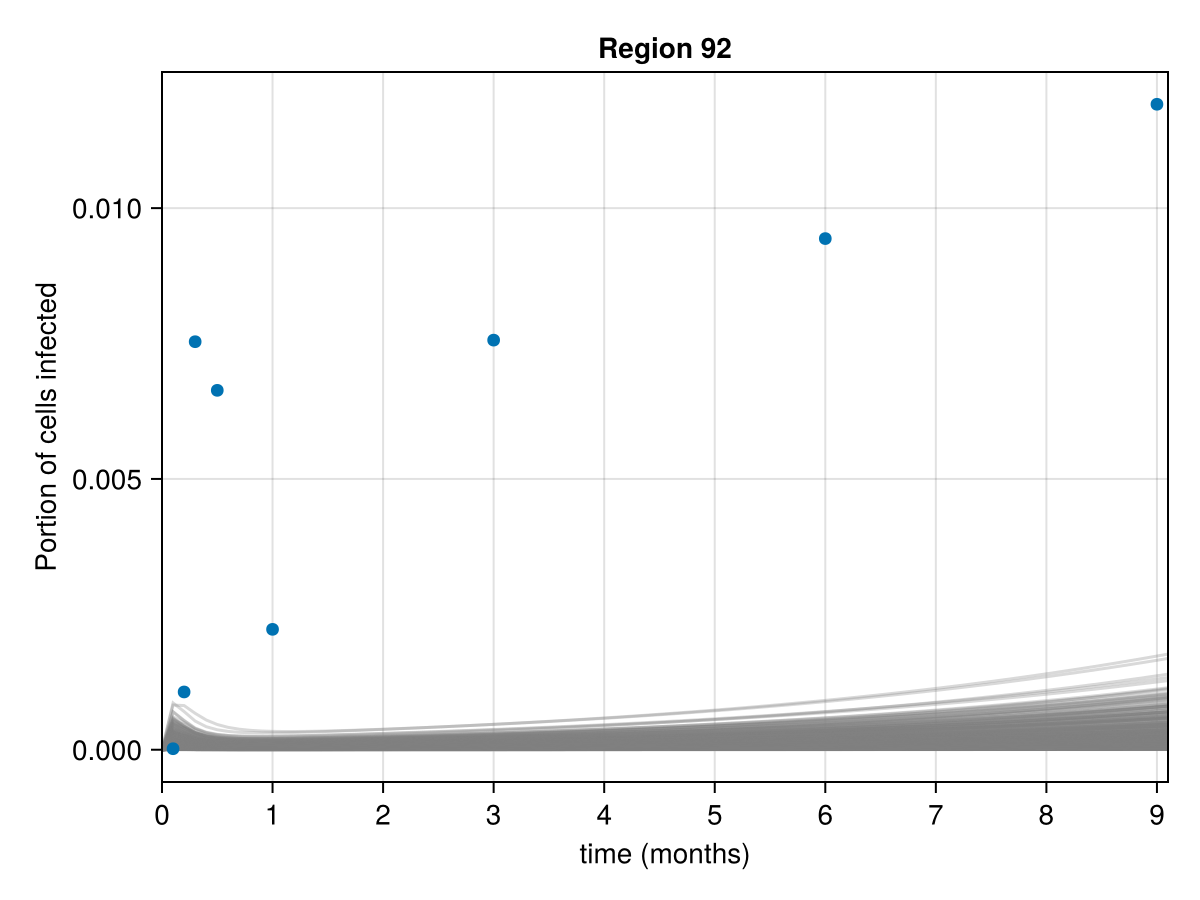 Region 92
Portion of cells infected
0.010
0.005
0.000
0 1 2 3 4 5 6 7 8 9
time (months)